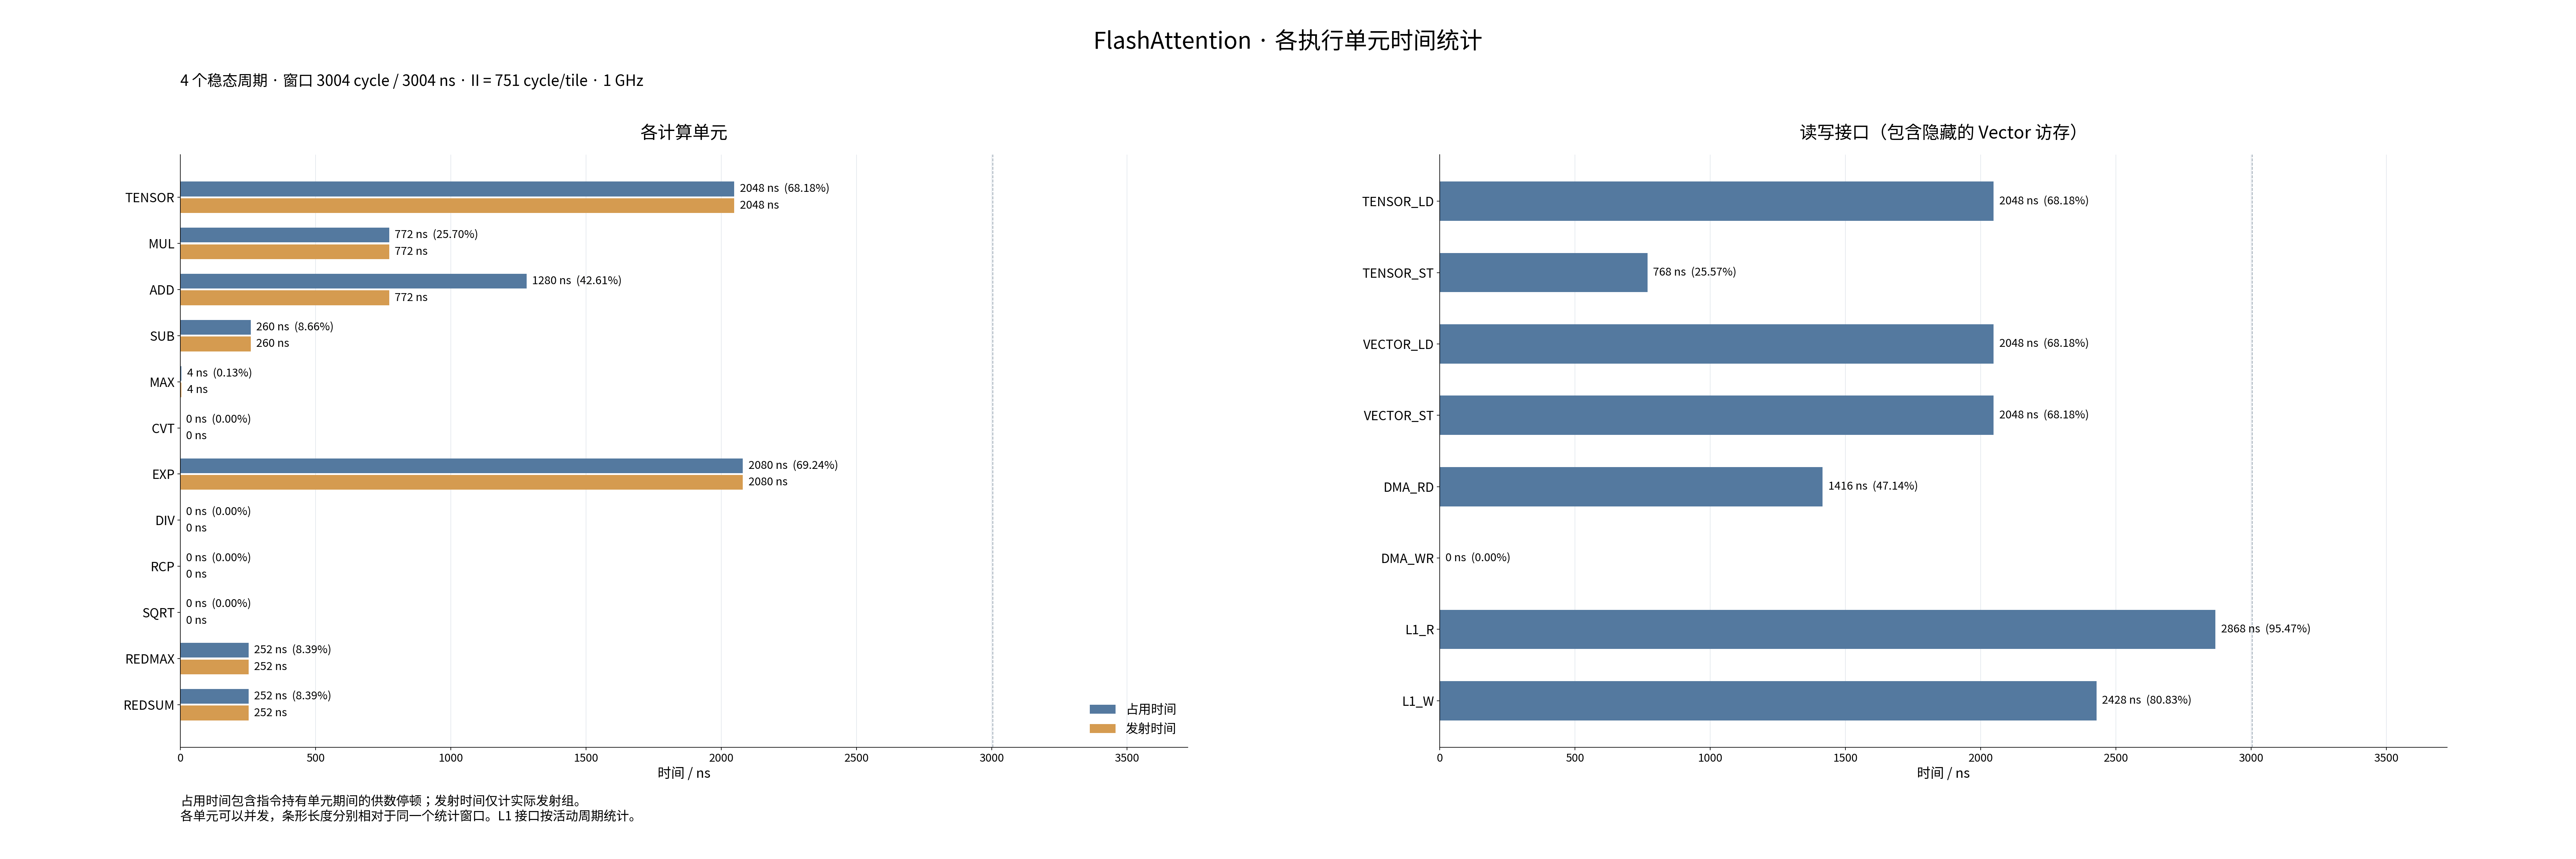 FlashAttention · 各执行单元时间统计
4 个稳态周期 · 窗口 3004 cycle / 3004 ns · II = 751 cycle/tile · 1 GHz
各计算单元
TENSOR
2048 ns (68.18%)
2048 ns
MUL
772 ns (25.70%)
772 ns
ADD
1280 ns (42.61%)
772 ns
SUB
260 ns (8.66%)
260 ns
MAX
4 ns (0.13%)
4 ns
CVT
0 ns (0.00%)
0 ns
EXP
2080 ns (69.24%)
2080 ns
DIV
0 ns (0.00%)
0 ns
RCP
0 ns (0.00%)
0 ns
SQRT
0 ns (0.00%)
0 ns
REDMAX
252 ns (8.39%)
252 ns
REDSUM
252 ns (8.39%)
252 ns
占用时间
发射时间
0 500 1000 1500 2000 2500 3000 3500
时间 / ns
读写接口（包含隐藏的 Vector 访存）
TENSOR_LD
2048 ns (68.18%)
TENSOR_ST
768 ns (25.57%)
VECTOR_LD
2048 ns (68.18%)
VECTOR_ST
2048 ns (68.18%)
DMA_RD
1416 ns (47.14%)
DMA_WR
0 ns (0.00%)
L1_R
2868 ns (95.47%)
L1_W
2428 ns (80.83%)
0 500 1000 1500 2000 2500 3000 3500
时间 / ns
占用时间包含指令持有单元期间的供数停顿；发射时间仅计实际发射组。
各单元可以并发，条形长度分别相对于同一个统计窗口。L1 接口按活动周期统计。